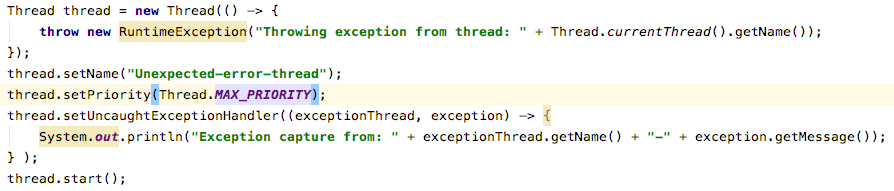 Thread thread = new Thread(() -> {
    throw new RuntimeException("Throwing exception from thread: " + Thread.currentThread().getName());
});
thread.setName("Unexpected-error-thread");
thread.setPriority(Thread.MAX_PRIORITY);
thread.setUncaughtExceptionHandler((exceptionThread, exception) -> {
    System.out.println("Exception capture from: " + exceptionThread.getName() + "-" + exception.getMessage());
} );
thread.start();